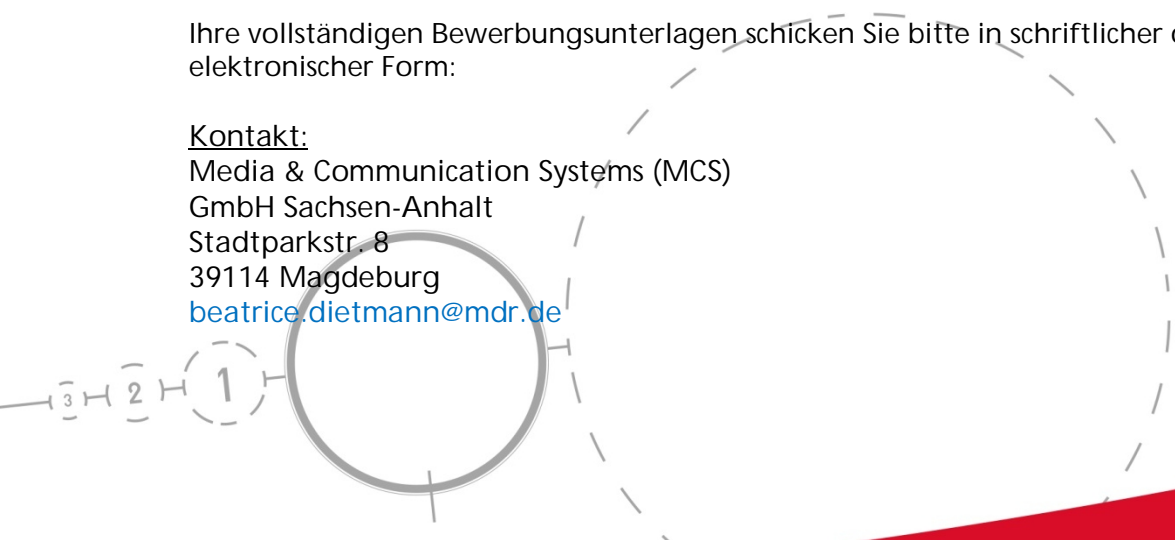 Ihre vollständigen Bewerbungsunterlagen schicken Sie bitte in schriftlicher
elektronischer Form:
Kontakt:
Media & Communication Systems (MCS)
GmbH Sachsen-Anhalt
Stadtparkstr. 8
39114 Magdeburg
beatrice.dietmann@mdr.de
3 2 1